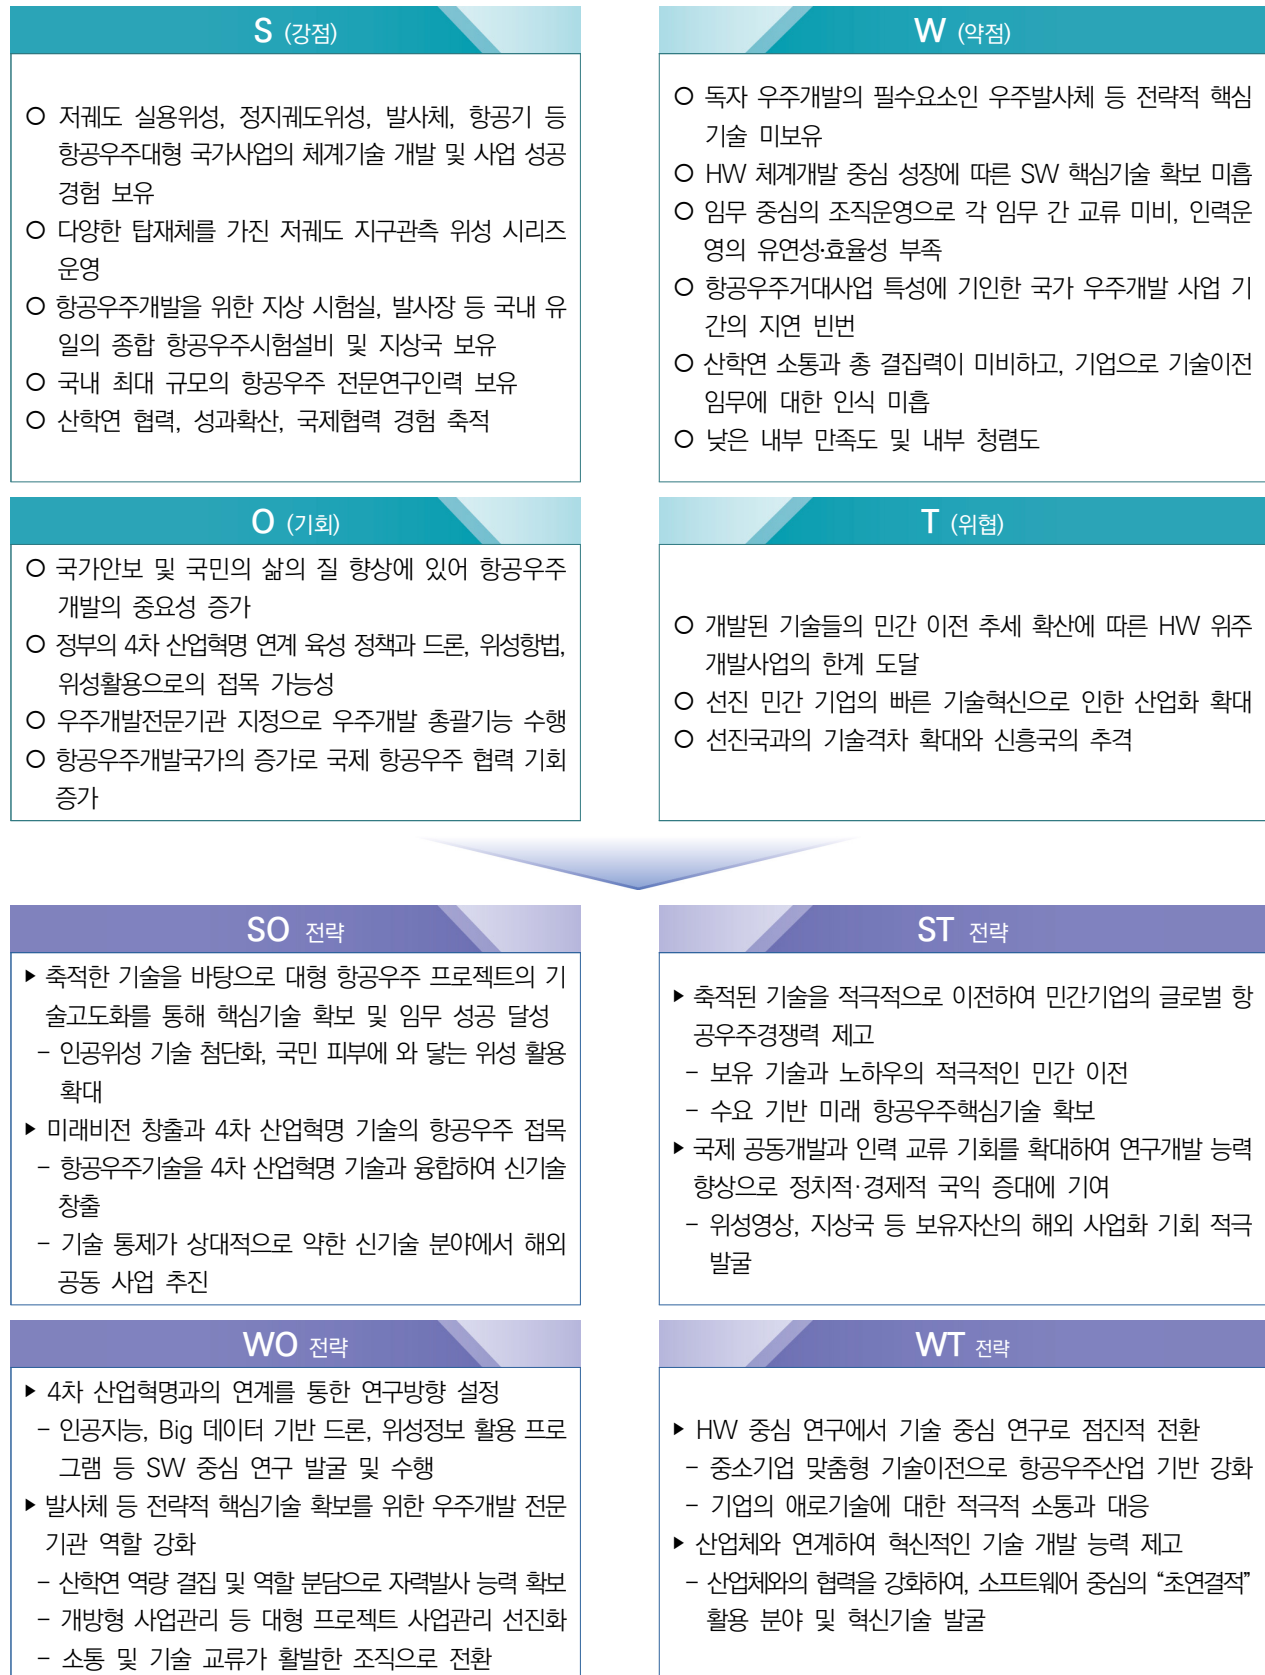 S (강점)
○ 저궤도 실용위성, 정지궤도위성, 발사체, 항공기 등
항공우주대형 국가사업의 체계기술 개발 및 사업 성공
경험 보유
○ 다양한 탑재체를 가진 저궤도 지구관측 위성 시리즈
운영
○ 항공우주개발을 위한 지상 시험실, 발사장 등 국내 유
일의 종합 항공우주시험설비 및 지상국 보유
○ 국내 최대 규모의 항공우주 전문연구인력 보유
○ 산학연 협력, 성과확산, 국제협력 경험 축적
W (약점)
○ 독자 우주개발의 필수요소인 우주발사체 등 전략적 핵심
기술 미보유
○ HW 체계개발 중심 성장에 따른 SW 핵심기술 확보 미흡
○ 임무 중심의 조직운영으로 각 임무 간 교류 미비, 인력운
영의 유연성·효율성 부족
○ 항공우주거대사업 특성에 기인한 국가 우주개발 사업 기
간의 지연 빈번
○ 산학연 소통과 총 결집력이 미비하고, 기업으로 기술이전
임무에 대한 인식 미흡
○ 낮은 내부 만족도 및 내부 청렴도
O (기회)
○ 국가안보 및 국민의 삶의 질 향상에 있어 항공우주
개발의 중요성 증가
○ 정부의 4차 산업혁명 연계 육성 정책과 드론, 위성항법,
위성활용으로의 접목 가능성
○ 우주개발전문기관 지정으로 우주개발 총괄기능 수행
○ 항공우주개발국가의 증가로 국제 항공우주 협력 기회
증가
T (위협)
○ 개발된 기술들의 민간 이전 추세 확산에 따른 HW 위주
개발사업의 한계 도달
○ 선진 민간 기업의 빠른 기술혁신으로 인한 산업화 확대
○ 선진국과의 기술격차 확대와 신흥국의 추격
SO 전략
▶ 축적한 기술을 바탕으로 대형 항공우주 프로젝트의 기
술고도화를 통해 핵심기술 확보 및 임무 성공 달성
- 인공위성 기술 첨단화, 국민 피부에 와 닿는 위성 활용
확대
▶ 미래비전 창출과 4차 산업혁명 기술의 항공우주 접목
- 항공우주기술을 4차 산업혁명 기술과 융합하여 신기술
창출
- 기술 통제가 상대적으로 약한 신기술 분야에서 해외
공동 사업 추진
ST 전략
▶ 축적된 기술을 적극적으로 이전하여 민간기업의 글로벌 항
공우주경쟁력 제고
- 보유 기술과 노하우의 적극적인 민간 이전
- 수요 기반 미래 항공우주핵심기술 확보
▶ 국제 공동개발과 인력 교류 기회를 확대하여 연구개발 능력
향상으로 정치적·경제적 국익 증대에 기여
- 위성영상, 지상국 등 보유자산의 해외 사업화 기회 적극
발굴
WO 전략
▶ 4차 산업혁명과의 연계를 통한 연구방향 설정
- 인공지능, Big 데이터 기반 드론, 위성정보 활용 프로
그램 등 SW 중심 연구 발굴 및 수행
▶ 발사체 등 전략적 핵심기술 확보를 위한 우주개발 전문
기관 역할 강화
- 산학연 역량 결집 및 역할 분담으로 자력발사 능력 확보
- 개방형 사업관리 등 대형 프로젝트 사업관리 선진화
- 소통 및 기술 교류가 활발한 조직으로 전환
WT 전략
▶ HW 중심 연구에서 기술 중심 연구로 점진적 전환
- 중소기업 맞춤형 기술이전으로 항공우주산업 기반 강화
- 기업의 애로기술에 대한 적극적 소통과 대응
▶ 산업체와 연계하여 혁신적인 기술 개발 능력 제고
- 산업체와의 협력을 강화하여, 소프트웨어 중심의 “초연결적”
활용 분야 및 혁신기술 발굴